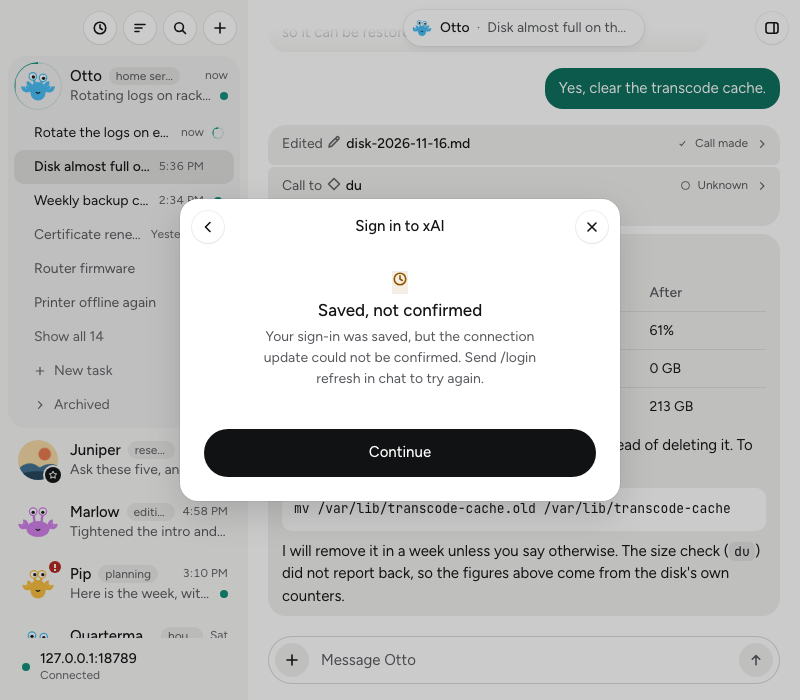 so it can be restor
Otto · Disk almost full on th...
Otto home ser... now
Rotating logs on rack...
Yes, clear the transcode cache.
Rotate the logs on e... now
Disk almost full o... 5:36 PM
Weekly backup c... 2:34 PM
Certificate rene... Yeste
Router firmware
Printer offline again
Show all 14
New task
Archived
Edited disk-2026-11-16.md Call made
Call to du Unknown
Sign in to xAI
Saved, not confirmed
Your sign-in was saved, but the connection
update could not be confirmed. Send /login
refresh in chat to try again.
Continue
After
61%
0 GB
213 GB
ead of deleting it. To
mv /var/lib/transcode-cache.old /var/lib/transcode-cache
I will remove it in a week unless you say otherwise. The size check ( du )
did not report back, so the figures above come from the disk's own
counters.
Juniper rese...
Ask these five, an
Marlow editi... 4:58 PM
Tightened the intro and...
Pip planning 3:10 PM
Here is the week, wit...
Quarterma hou... Sat
127.0.0.1:18789
Connected
Message Otto